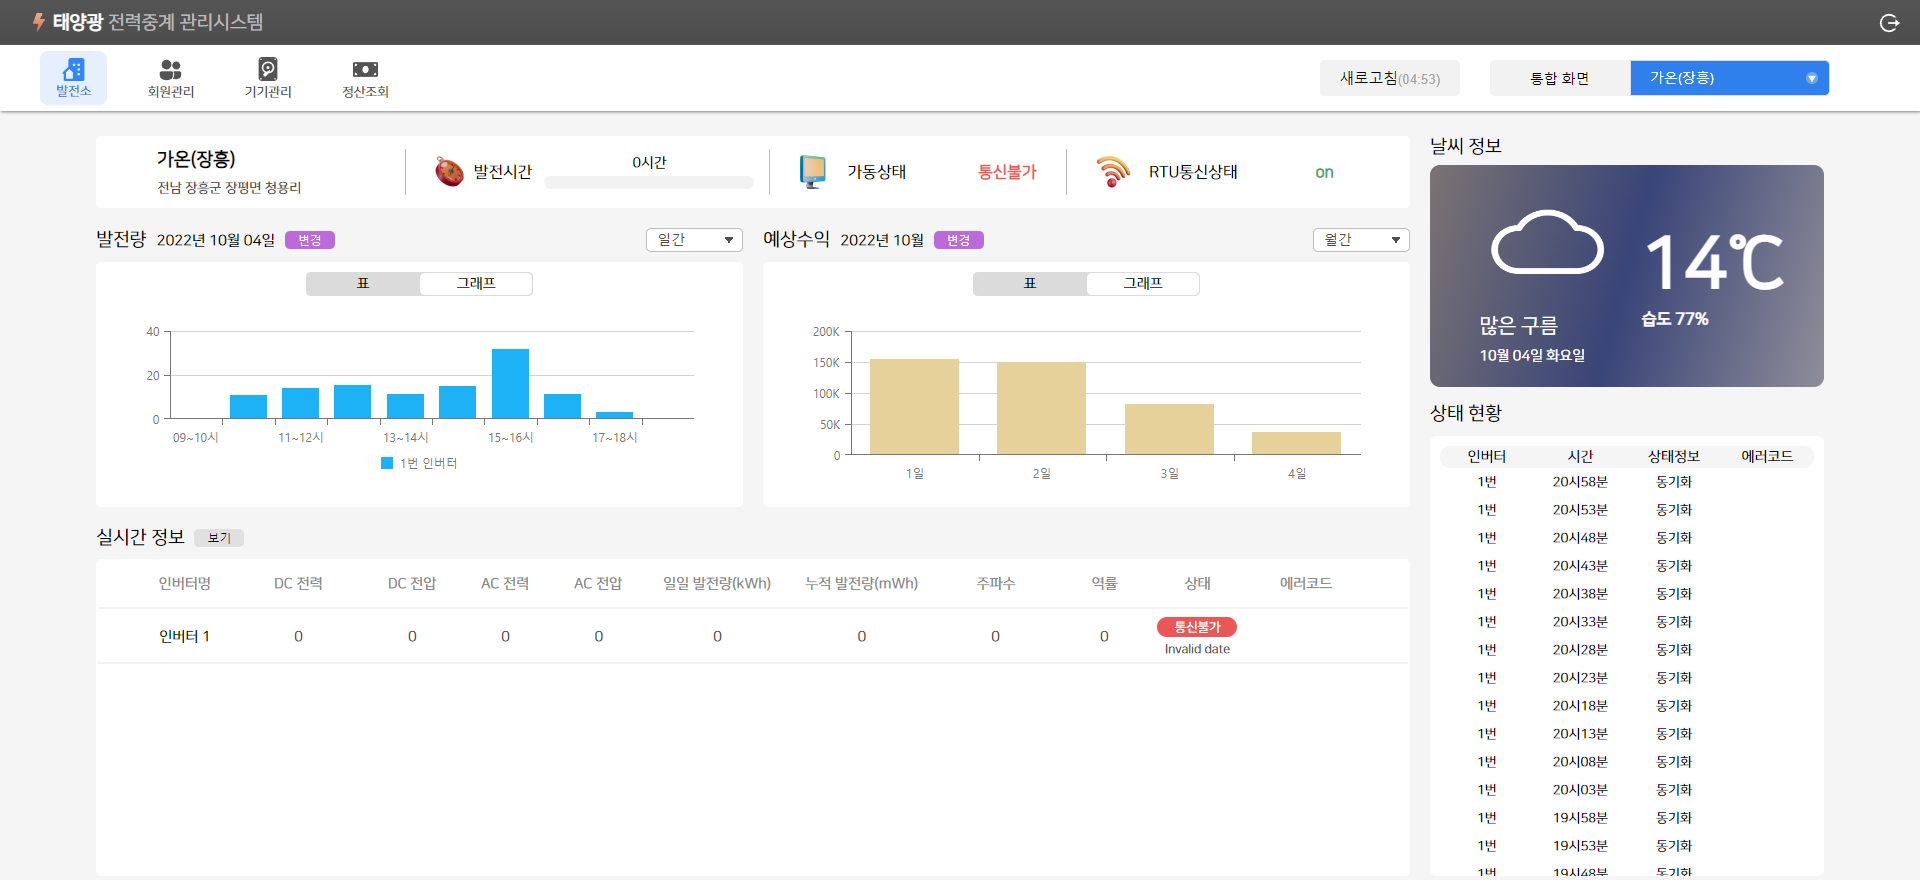 태양광 전력중계 관리시스템
발전소
회원관리
기기관리
정산조회
새로고침(04:53)
통합 화면
가온(장흥)
가온(장흥)
전남 장흥군 장평면 청용리
발전시간
0시간
가동상태
통신불가
RTU통신상태
on
발전량 2022년 10월 04일 변경
일간
표
그래프
40
20
0
09~10시 11~12시 13~14시 15~16시 17~18시
1번 인버터
예상수익 2022년 10월 변경
월간
표
그래프
200K
150K
100K
50K
0
1일 2일 3일 4일
실시간 정보 보기
인버터명 DC 전력 DC 전압 AC 전력 AC 전압 일일 발전량(kWh) 누적 발전량(mWh) 주파수 역률 상태 에러코드
인버터 1 0 0 0 0 0 0 0 0 통신불가
Invalid date
날씨 정보
14℃
습도 77%
많은 구름
10월 04일 화요일
상태 현황
인버터 시간 상태정보 에러코드
1번 20시58분 동기화
1번 20시53분 동기화
1번 20시48분 동기화
1번 20시43분 동기화
1번 20시38분 동기화
1번 20시33분 동기화
1번 20시28분 동기화
1번 20시23분 동기화
1번 20시18분 동기화
1번 20시13분 동기화
1번 20시08분 동기화
1번 20시03분 동기화
1번 19시58분 동기화
1번 19시53분 동기화
1번 19시48분 동기화